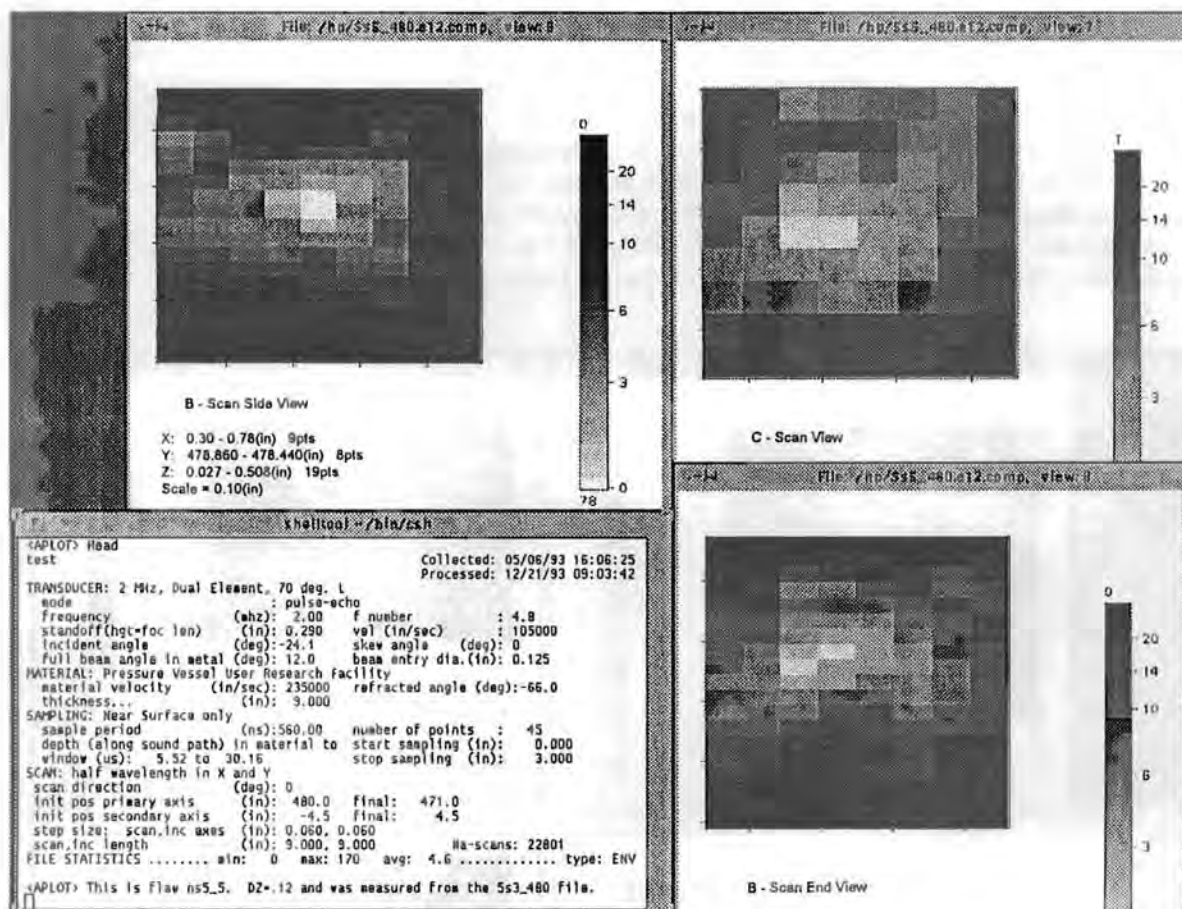 File: /hp/Ss5_480.e12.comp, view: 8
0
20
14
10
6
3
0
78
B - Scan Side View
X: 0.30 - 0.78(in) 9pts
Y: 478.860 - 478.440(in) 8pts
Z: 0.027 - 0.508(in) 19pts
Scale = 0.10(in)
File: /hp/Ss5_480.e12.comp, view: 7
T
20
14
10
6
3
C - Scan View
shelltool - /bin/csh
<APLOT> Head
test
Collected: 05/06/93 16:06:25
Processed: 12/21/93 09:03:42
TRANSDUCER: 2 MHz, Dual Element, 70 deg. L
mode : pulse-echo
frequency (mhz): 2.00 f number : 4.8
standoff(hgt=foc len) (in): 0.290 vel (in/sec) : 105000
incident angle (deg):-24.1 skew angle (deg): 0
full beam angle in metal (deg): 12.0 beam entry dia.(in): 0.125
MATERIAL: Pressure Vessel User Research Facility
material velocity (in/sec): 235000 refracted angle (deg):-66.0
thickness... (in): 9.000
SAMPLING: Near Surface only
sample period (ns):560.00 number of points : 45
depth (along sound path) in material to start sampling (in): 0.000
window (us): 5.52 to 30.16 stop sampling (in): 3.000
SCAN: half wavelength in X and Y
scan direction (deg): 0
init pos primary axis (in): 480.0 final: 471.0
init pos secondary axis (in): -4.5 final: 4.5
step size: scan,inc axes (in): 0.060, 0.060
scan,inc length (in): 9.000, 9.000 Na-scans: 22801
FILE STATISTICS ........ min: 0 max: 170 avg: 4.6 ............. type: ENV
<APLOT> This is flaw ns5_5. DZ=.12 and was measured from the 5s3_480 file.
File: /hp/Ss5_480.e12.comp, view:
0
20
14
10
6
B - Scan End View